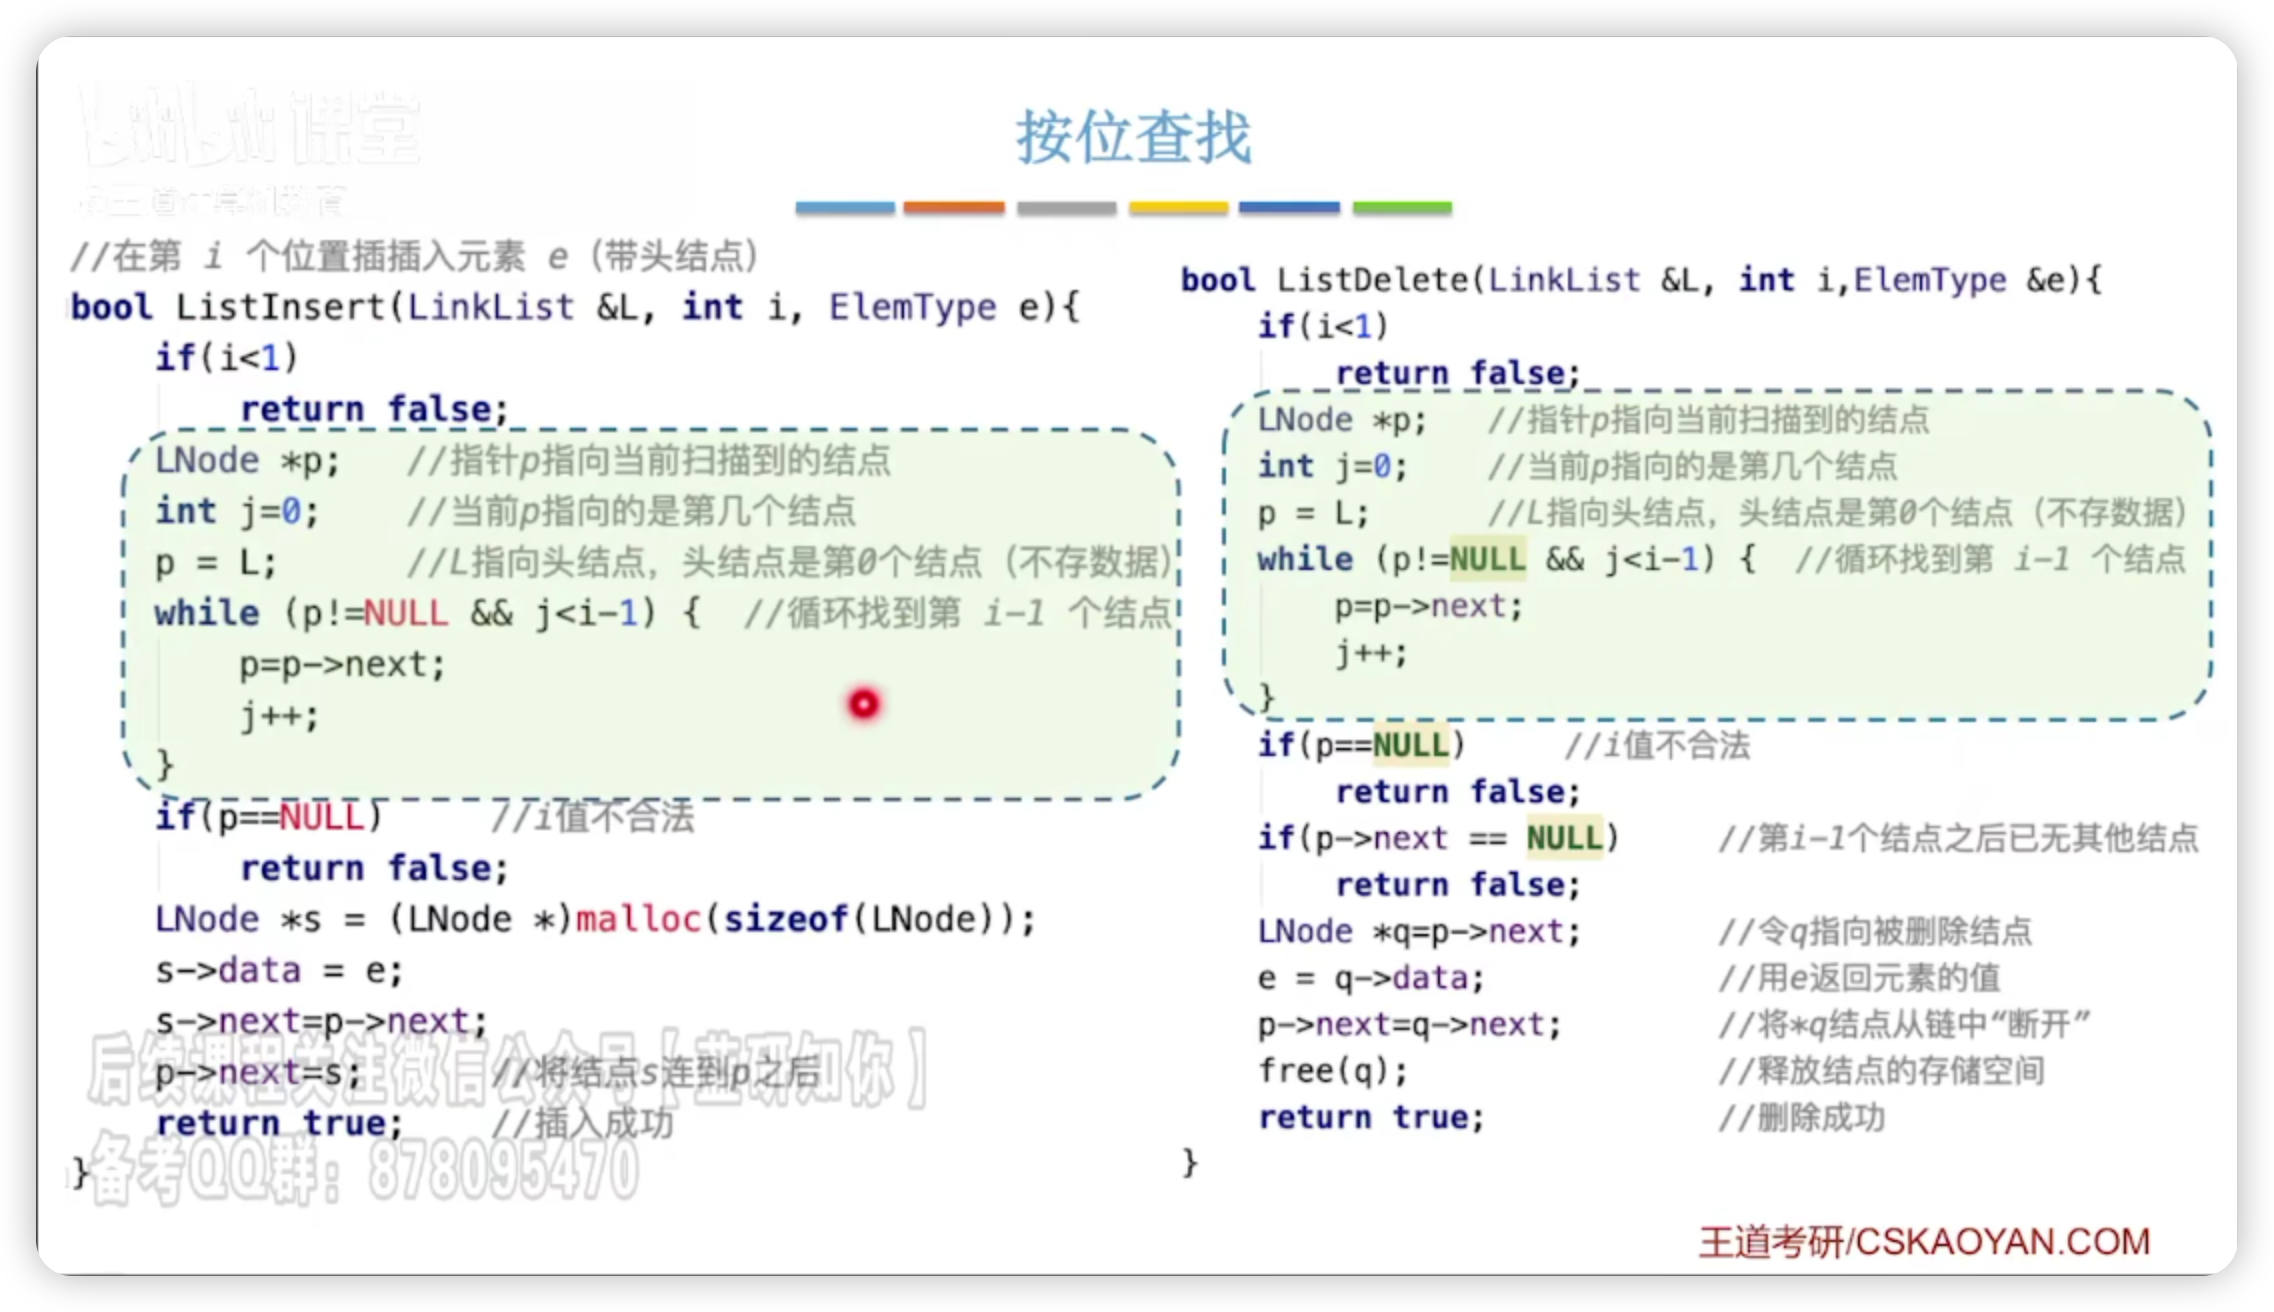 课堂
按位查找
//在第 i 个位置插插入元素 e（带头结点）
bool ListInsert(LinkList &L, int i, ElemType e){
if(i<1)
return false;
LNode *p; //指针p指向当前扫描到的结点
int j=0; //当前p指向的是第几个结点
p = L; //L指向头结点，头结点是第0个结点（不存数据）
while (p!=NULL && j<i-1) { //循环找到第 i-1 个结点
p=p->next;
j++;
}
if(p==NULL) //i值不合法
return false;
LNode *s = (LNode *)malloc(sizeof(LNode));
s->data = e;
s->next=p->next;
p->next=s; //将结点s连到p之后
return true; //插入成功
}
bool ListDelete(LinkList &L, int i,ElemType &e){
if(i<1)
return false;
LNode *p; //指针p指向当前扫描到的结点
int j=0; //当前p指向的是第几个结点
p = L; //L指向头结点，头结点是第0个结点（不存数据）
while (p!=NULL && j<i-1) { //循环找到第 i-1 个结点
p=p->next;
j++;
}
if(p==NULL) //i值不合法
return false;
if(p->next == NULL) //第i-1个结点之后已无其他结点
return false;
LNode *q=p->next; //令q指向被删除结点
e = q->data; //用e返回元素的值
p->next=q->next; //将*q结点从链中“断开”
free(q); //释放结点的存储空间
return true; //删除成功
}
后续课程关注微信公众号【蓝研知你】
备考QQ群：878095470
王道考研/CSKAOYAN.COM